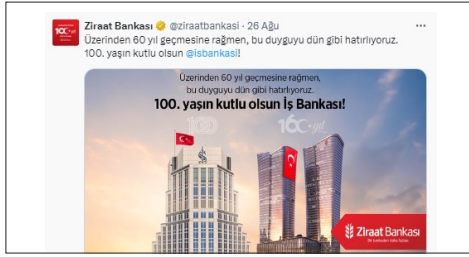 Ziraat Bankası @ziraatbankasi · 26 Ağu
Üzerinden 60 yıl geçmesine rağmen, bu duyguyu dün gibi hatırlıyoruz.
100. yaşın kutlu olsun @isbankasi!
Üzerinden 60 yıl geçmesine rağmen,
bu duyguyu dün gibi hatırlıyoruz.
100. yaşın kutlu olsun İş Bankası!
100 160. yıl
Ziraat Bankası